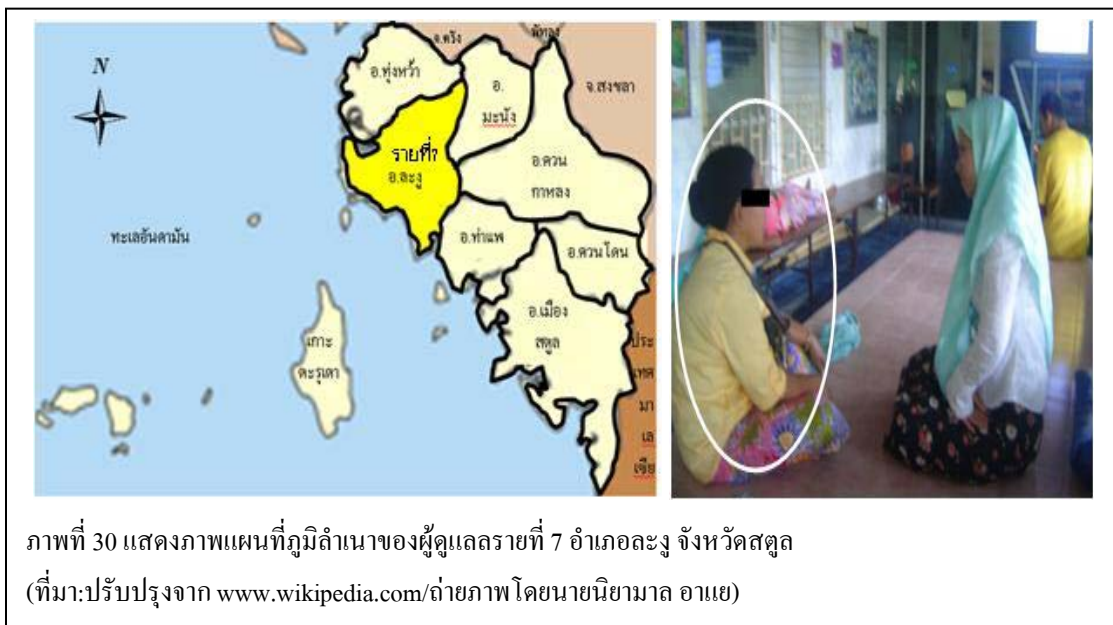 จ.ตรัง
พัทลุง
N
อ.ทุ่งหว้า
อ.
มะนัง
จ.สงขลา
รายที่7
อ.ละงู
อ.ควน
กาหลง
ทะเลอันดามัน
อ.ท่าแพ
อ.ควนโดน
อ.เมือง
สตูล
เกาะ
ตะรุเตา
ประ
เทศ
มา
เล
เซีย
ภาพที่ 30 แสดงภาพแผนที่ภูมิลำเนาของผู้ดูแลลรายที่ 7 อำเภอละงู จังหวัดสตูล
(ที่มา:ปรับปรุงจาก www.wikipedia.com/ถ่ายภาพโดยนายนิยามาล อาแย)